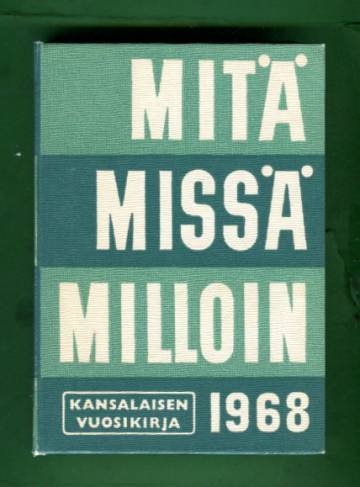 MITÄ
MISSÄ
MILLOIN
KANSALAISEN
VUOSIKIRJA
1968